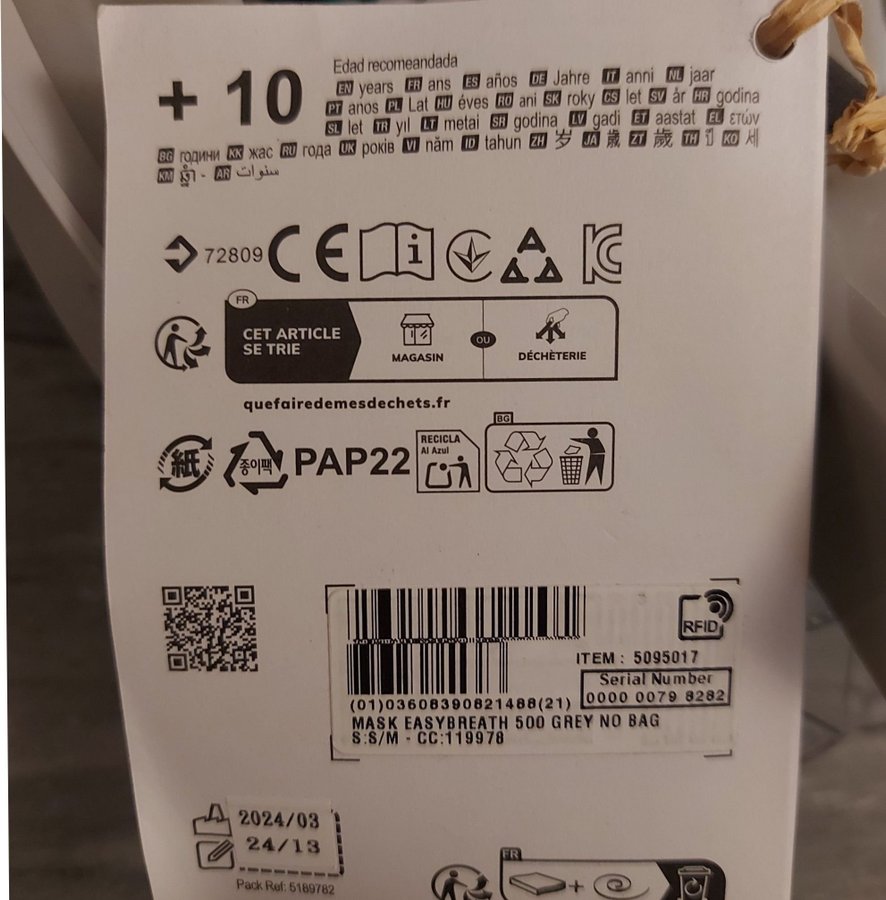 + 10
Edad recomeandada
EN years FR ans ES años DE Jahre IT anni NL jaar
PT anos PL Lat HU éves RO ani SK roky CS let SV år HR godina
SL let TR yıl LT metai SR godina LV gadi ET aastat EL ετών
BG години KK жас RU года UK років VI năm ID tahun ZH 岁 JA 歳 ZT 歲 TH ปี KO 세
KM ឆ្នាំ - AR سنوات
72809 CE i KC
FR
CET ARTICLE
SE TRIE
MAGASIN
OU
DÉCHÈTERIE
quefairedemesdechets.fr
紙 종이팩 PAP22
RECICLA
Al Azul
BG
RFID
ITEM : 5095017
Serial Number
0000 0079 8282
(01)03608390821488(21)
MASK EASYBREATH 500 GREY NO BAG
S:S/M - CC:119978
2024/03
24/13
Pack Ref: 5189782
FR
+